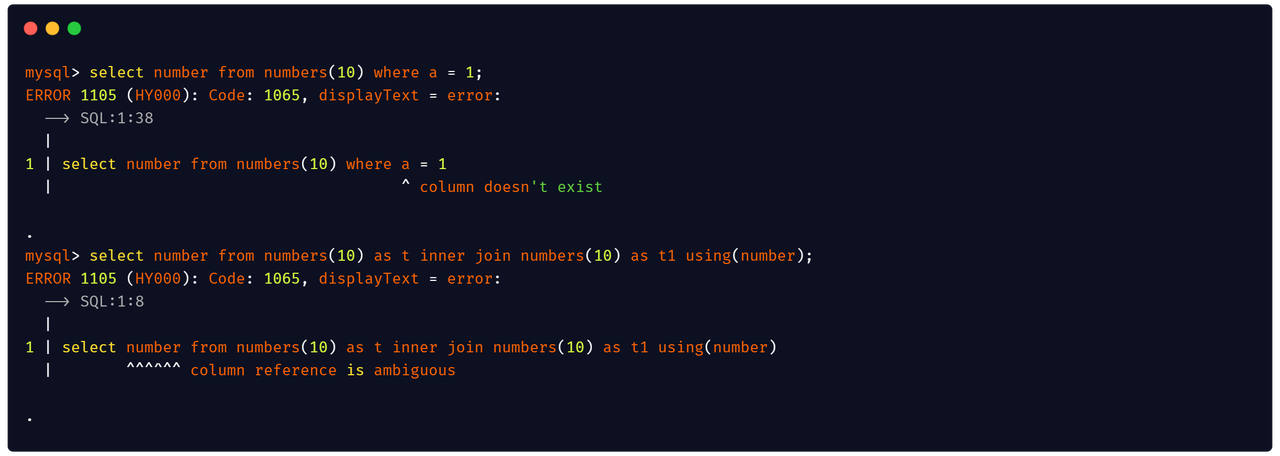 mysql> select number from numbers(10) where a = 1;
ERROR 1105 (HY000): Code: 1065, displayText = error:
  --> SQL:1:38
  |
1 | select number from numbers(10) where a = 1
  |                                      ^ column doesn't exist

.
mysql> select number from numbers(10) as t inner join numbers(10) as t1 using(number);
ERROR 1105 (HY000): Code: 1065, displayText = error:
  --> SQL:1:8
  |
1 | select number from numbers(10) as t inner join numbers(10) as t1 using(number)
  |        ^^^^^^ column reference is ambiguous

.